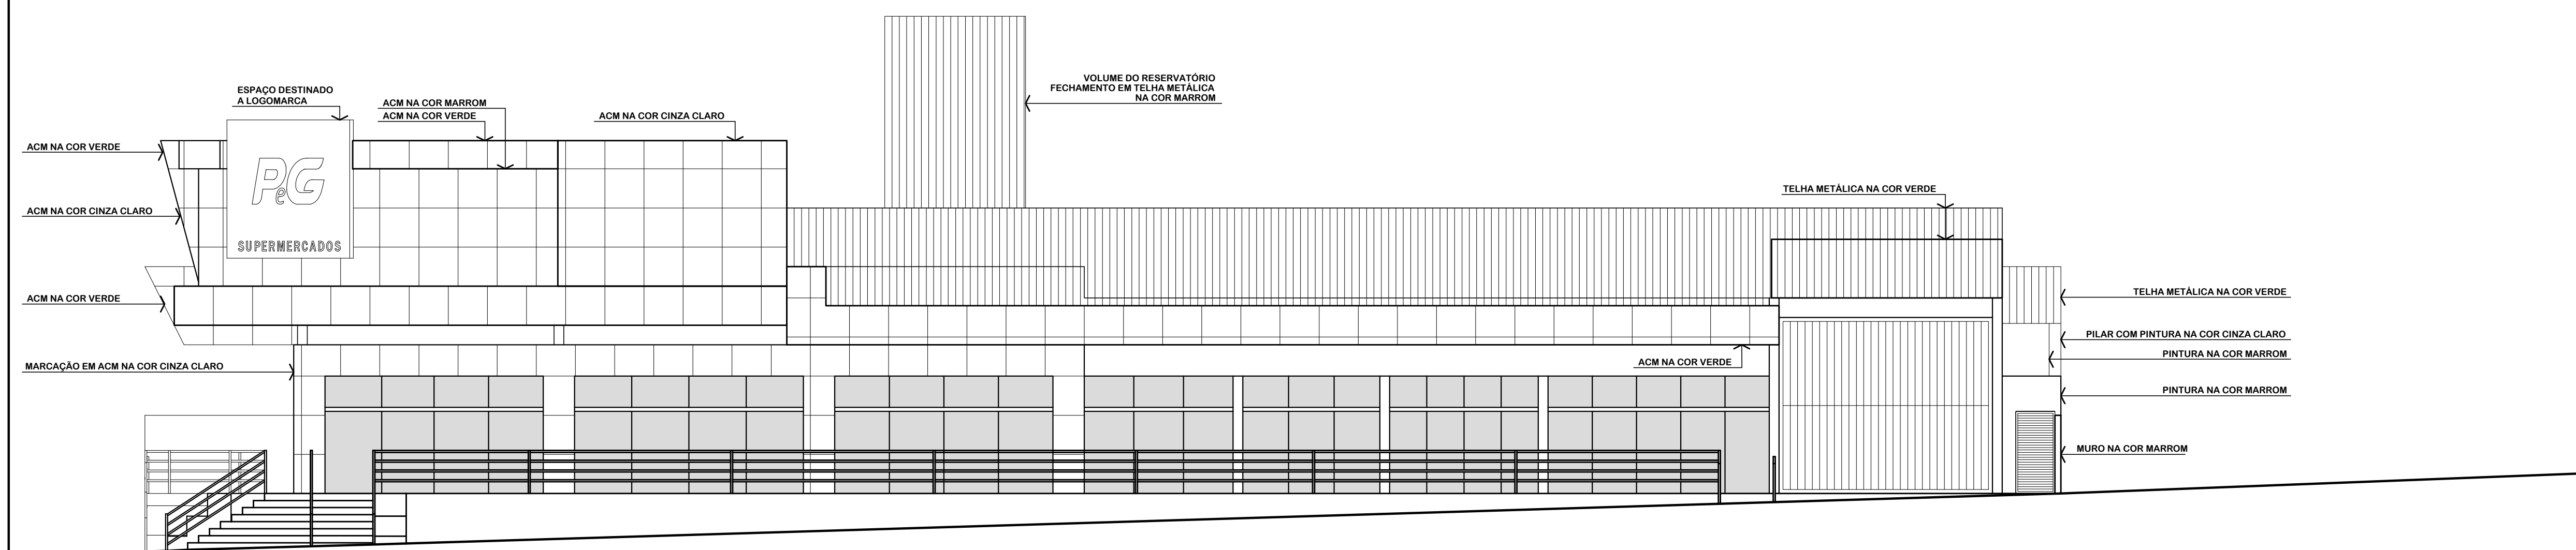 VOLUME DO RESERVATÓRIO
FECHAMENTO EM TELHA METÁLICA
NA COR MARROM
ESPAÇO DESTINADO
A LOGOMARCA
ACM NA COR MARROM
ACM NA COR VERDE
ACM NA COR CINZA CLARO
ACM NA COR VERDE
PeG
SUPERMERCADOS
TELHA METÁLICA NA COR VERDE
ACM NA COR CINZA CLARO
ACM NA COR VERDE
TELHA METÁLICA NA COR VERDE
PILAR COM PINTURA NA COR CINZA CLARO
PINTURA NA COR MARROM
MARCAÇÃO EM ACM NA COR CINZA CLARO
ACM NA COR VERDE
PINTURA NA COR MARROM
MURO NA COR MARROM